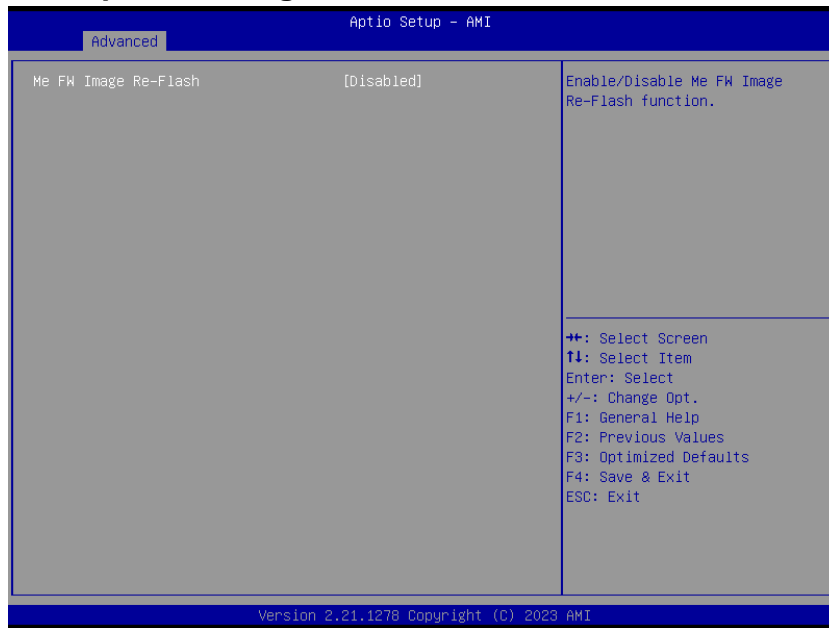 Aptio Setup – AMI
Advanced
Me FW Image Re-Flash [Disabled]
Enable/Disable Me FW Image
Re-Flash function.
→←: Select Screen
↑↓: Select Item
Enter: Select
+/-: Change Opt.
F1: General Help
F2: Previous Values
F3: Optimized Defaults
F4: Save & Exit
ESC: Exit
Version 2.21.1278 Copyright (C) 2023 AMI